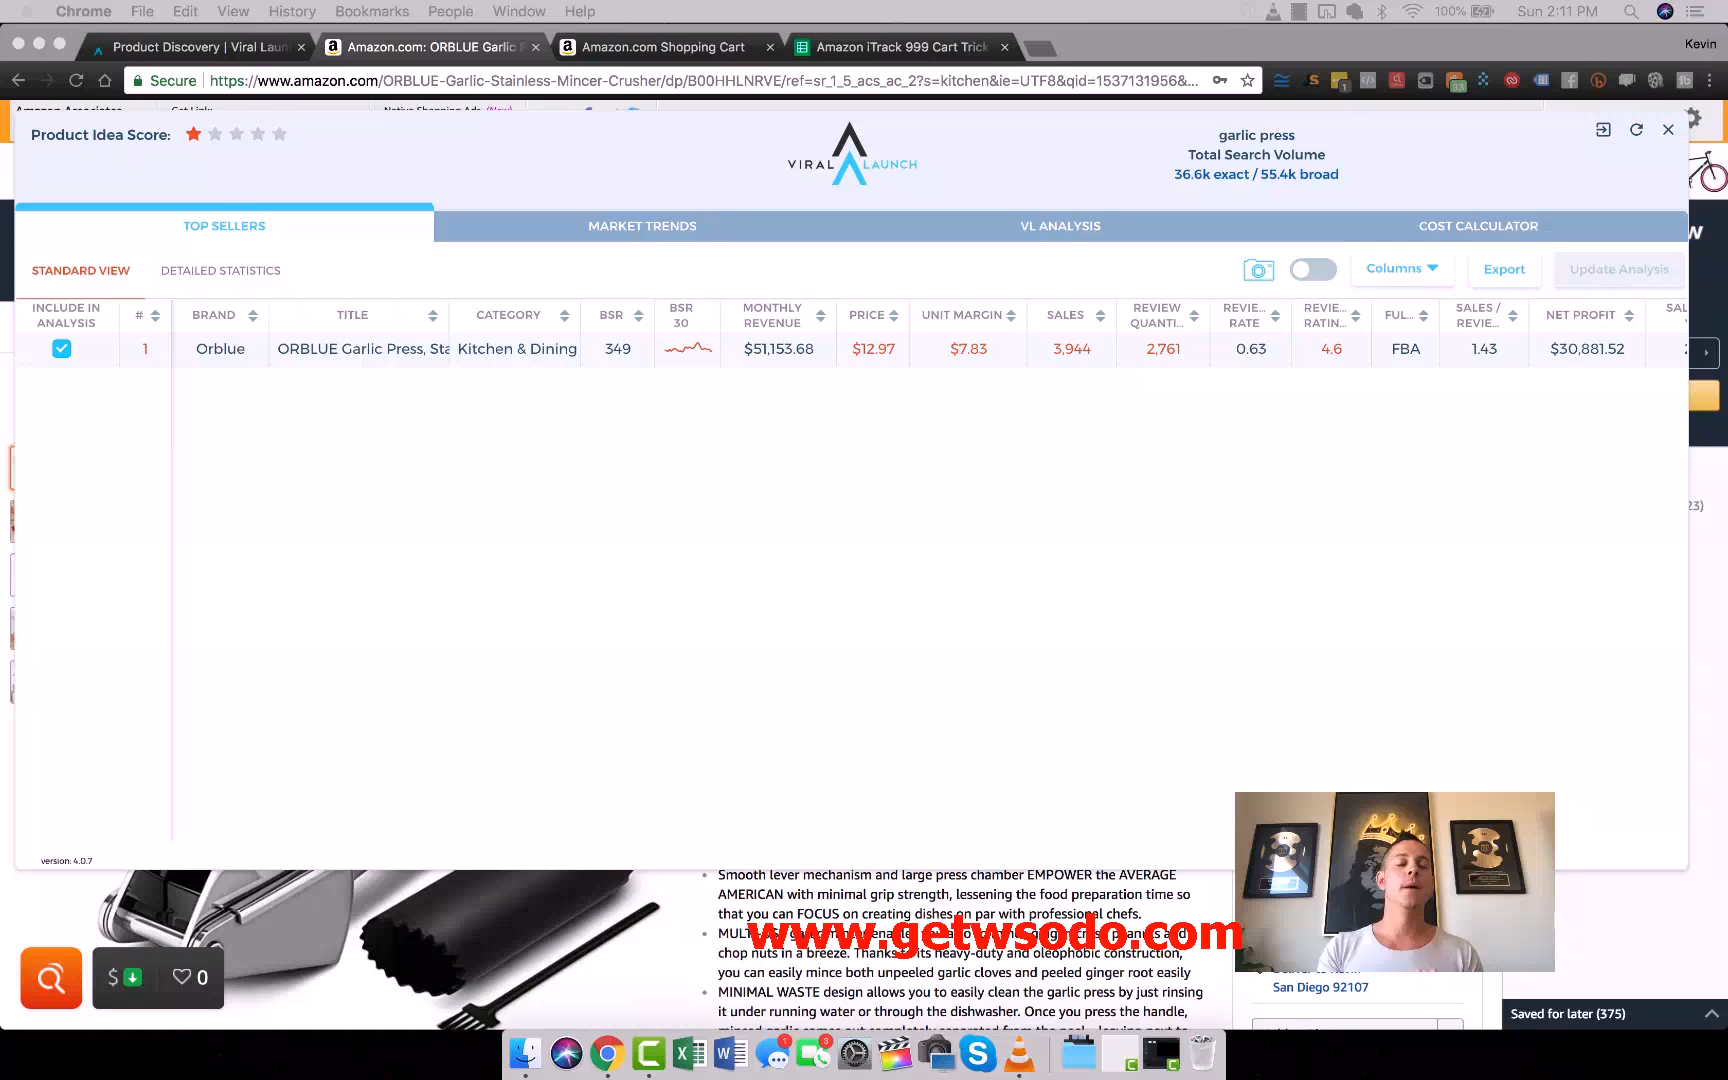 Chrome File Edit View History Bookmarks People Window Help 100% Sun 2:11 PM
Product Discovery | Viral Laun Amazon.com: ORBLUE Garlic P Amazon.com Shopping Cart Amazon iTrack 999 Cart Trick Kevin
Secure https://www.amazon.com/ORBLUE-Garlic-Stainless-Mincer-Crusher/dp/B00HHLNRVE/ref=sr_1_5_acs_ac_2?s=kitchen&ie=UTF8&qid=1537131956&...
Product Idea Score:
VIRAL LAUNCH
garlic press
Total Search Volume
36.6k exact / 55.4k broad
TOP SELLERS MARKET TRENDS VL ANALYSIS COST CALCULATOR
STANDARD VIEW DETAILED STATISTICS Columns Export Update Analysis
INCLUDE IN ANALYSIS # BRAND TITLE CATEGORY BSR BSR 30 MONTHLY REVENUE PRICE UNIT MARGIN SALES REVIEW QUANTI... REVIE... RATE REVIE... RATIN... FUL... SALES / REVIE... NET PROFIT SAL
1 Orblue ORBLUE Garlic Press, Sta Kitchen & Dining 349 $51,153.68 $12.97 $7.83 3,944 2,761 0.63 4.6 FBA 1.43 $30,881.52
23)
version: 4.0.7
Smooth lever mechanism and large press chamber EMPOWER the AVERAGE
AMERICAN with minimal grip strength, lessening the food preparation time so
that you can FOCUS on creating dishes on par with professional chefs.
www.getwsodo.com
chop nuts in a breeze. Thanks to its heavy-duty and oleophobic construction,
you can easily mince both unpeeled garlic cloves and peeled ginger root easily
MINIMAL WASTE design allows you to easily clean the garlic press by just rinsing
it under running water or through the dishwasher. Once you press the handle,
$ 0
San Diego 92107
Saved for later (375)